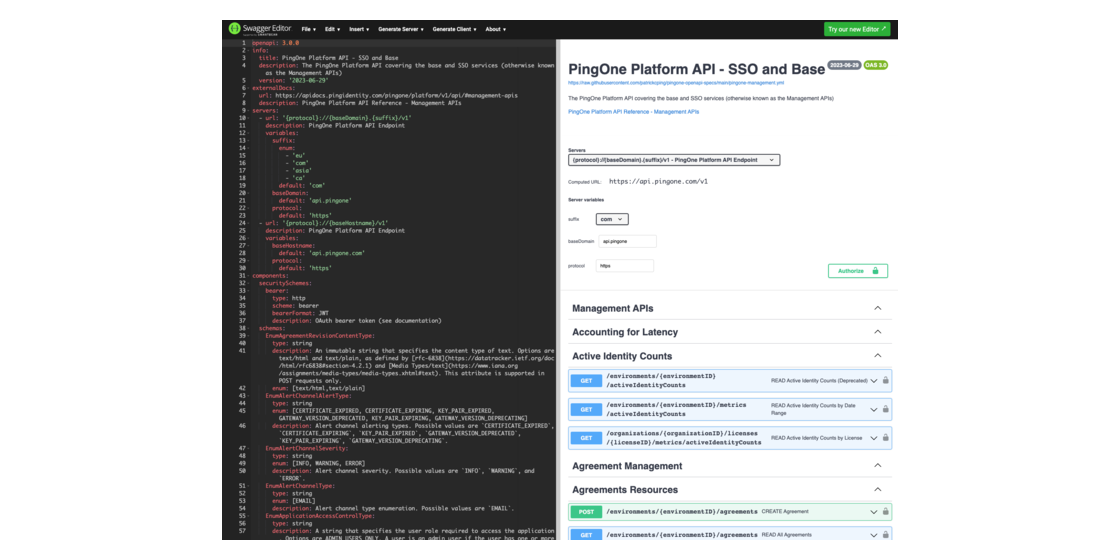 Swagger Editor
File ▾ Edit ▾ Insert ▾ Generate Server ▾ Generate Client ▾ About ▾
Try our new Editor ↗
1 openapi: 3.0.0
2 info:
3 title: PingOne Platform API - SSO and Base
4 description: The PingOne Platform API covering the base and SSO services (otherwise known
as the Management APIs)
5 version: '2023-06-29'
6 externalDocs:
7 url: https://apidocs.pingidentity.com/pingone/platform/v1/api/#management-apis
8 description: PingOne Platform API Reference - Management APIs
9 servers:
10 - url: '{protocol}://{baseDomain}.{suffix}/v1'
11 description: PingOne Platform API Endpoint
12 variables:
13 suffix:
14 enum:
15 - 'eu'
16 - 'com'
17 - 'asia'
18 - 'ca'
19 default: 'com'
20 baseDomain:
21 default: 'api.pingone'
22 protocol:
23 default: 'https'
24 - url: '{protocol}://{baseHostname}/v1'
25 description: PingOne Platform API Endpoint
26 variables:
27 baseHostname:
28 default: 'api.pingone.com'
29 protocol:
30 default: 'https'
31 components:
32 securitySchemes:
33 bearer:
34 type: http
35 scheme: bearer
36 bearerFormat: JWT
37 description: OAuth bearer token (see documentation)
38 schemas:
39 EnumAgreementRevisionContentType:
40 type: string
41 description: An immutable string that specifies the content type of text. Options are
text/html and text/plain, as defined by [rfc-6838](https://datatracker.ietf.org/doc
/html/rfc6838#section-4.2.1) and [Media Types/text](https://www.iana.org
/assignments/media-types/media-types.xhtml#text). This attribute is supported in
POST requests only.
42 enum: [text/html,text/plain]
43 EnumAlertChannelAlertType:
44 type: string
45 enum: [CERTIFICATE_EXPIRED, CERTIFICATE_EXPIRING, KEY_PAIR_EXPIRED,
GATEWAY_VERSION_DEPRECATED, KEY_PAIR_EXPIRING, GATEWAY_VERSION_DEPRECATING]
46 description: Alert channel alerting types. Possible values are `CERTIFICATE_EXPIRED`,
`CERTIFICATE_EXPIRING`, `KEY_PAIR_EXPIRED`, `GATEWAY_VERSION_DEPRECATED`,
`KEY_PAIR_EXPIRING`, `GATEWAY_VERSION_DEPRECATING`.
47 EnumAlertChannelSeverity:
48 type: string
49 enum: [INFO, WARNING, ERROR]
50 description: Alert channel severity. Possible values are `INFO`, `WARNING`, and
`ERROR`.
51 EnumAlertChannelType:
52 type: string
53 enum: [EMAIL]
54 description: Alert channel type enumeration. Possible values are `EMAIL`.
55 EnumApplicationAccessControlType:
56 type: string
57 description: A string that specifies the user role required to access the application
. Options are ADMIN_USERS_ONLY. A user is an admin user if the user has one or more
PingOne Platform API - SSO and Base 2023-06-29 OAS 3.0
The PingOne Platform API covering the base and SSO services (otherwise known as the Management APIs)
PingOne Platform API Reference - Management APIs
Servers
{protocol}://{baseDomain}.{suffix}/v1 - PingOne Platform API Endpoint
Computed URL: https://api.pingone.com/v1
Server variables
suffix com
baseDomain api.pingone
protocol https
Authorize
Management APIs
Accounting for Latency
Active Identity Counts
GET /environments/{environmentID}/activeIdentityCounts READ Active Identity Counts (Deprecated)
GET /environments/{environmentID}/metrics/activeIdentityCounts READ Active Identity Counts by Date Range
GET /organizations/{organizationID}/licenses/{licenseID}/metrics/activeIdentityCounts READ Active Identity Counts by License
Agreement Management
Agreements Resources
POST /environments/{environmentID}/agreements CREATE Agreement
GET /environments/{environmentID}/agreements READ All Agreements